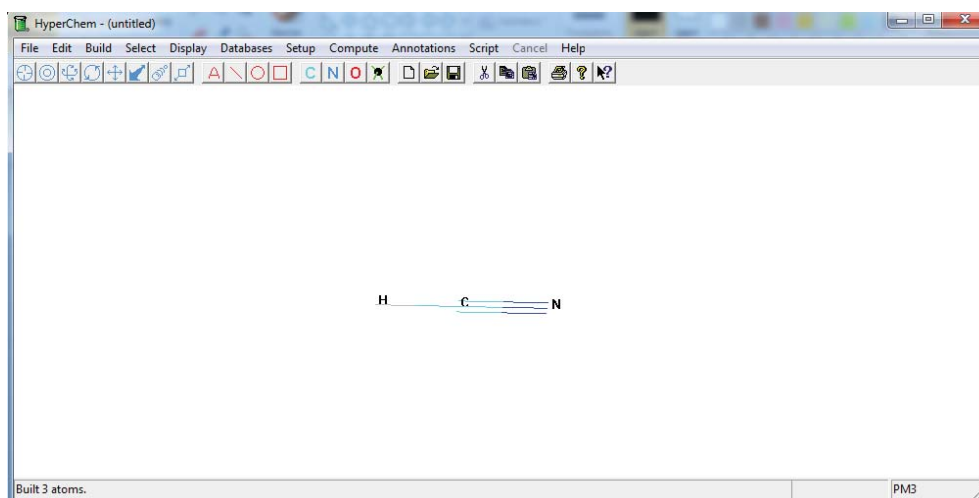 HyperChem - (untitled)
File Edit Build Select Display Databases Setup Compute Annotations Script Cancel Help
A C N O ? ?
H C N
Built 3 atoms. PM3